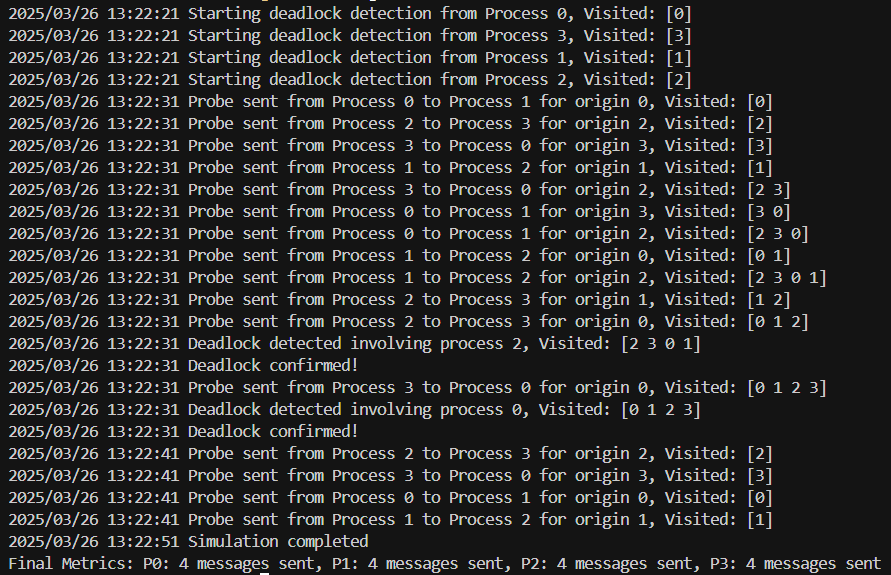 2025/03/26 13:22:21 Starting deadlock detection from Process 0, Visited: [0]
2025/03/26 13:22:21 Starting deadlock detection from Process 3, Visited: [3]
2025/03/26 13:22:21 Starting deadlock detection from Process 1, Visited: [1]
2025/03/26 13:22:21 Starting deadlock detection from Process 2, Visited: [2]
2025/03/26 13:22:31 Probe sent from Process 0 to Process 1 for origin 0, Visited: [0]
2025/03/26 13:22:31 Probe sent from Process 2 to Process 3 for origin 2, Visited: [2]
2025/03/26 13:22:31 Probe sent from Process 3 to Process 0 for origin 3, Visited: [3]
2025/03/26 13:22:31 Probe sent from Process 1 to Process 2 for origin 1, Visited: [1]
2025/03/26 13:22:31 Probe sent from Process 3 to Process 0 for origin 2, Visited: [2 3]
2025/03/26 13:22:31 Probe sent from Process 0 to Process 1 for origin 3, Visited: [3 0]
2025/03/26 13:22:31 Probe sent from Process 0 to Process 1 for origin 2, Visited: [2 3 0]
2025/03/26 13:22:31 Probe sent from Process 1 to Process 2 for origin 0, Visited: [0 1]
2025/03/26 13:22:31 Probe sent from Process 1 to Process 2 for origin 2, Visited: [2 3 0 1]
2025/03/26 13:22:31 Probe sent from Process 2 to Process 3 for origin 1, Visited: [1 2]
2025/03/26 13:22:31 Probe sent from Process 2 to Process 3 for origin 0, Visited: [0 1 2]
2025/03/26 13:22:31 Deadlock detected involving process 2, Visited: [2 3 0 1]
2025/03/26 13:22:31 Deadlock confirmed!
2025/03/26 13:22:31 Probe sent from Process 3 to Process 0 for origin 0, Visited: [0 1 2 3]
2025/03/26 13:22:31 Deadlock detected involving process 0, Visited: [0 1 2 3]
2025/03/26 13:22:31 Deadlock confirmed!
2025/03/26 13:22:41 Probe sent from Process 2 to Process 3 for origin 2, Visited: [2]
2025/03/26 13:22:41 Probe sent from Process 3 to Process 0 for origin 3, Visited: [3]
2025/03/26 13:22:41 Probe sent from Process 0 to Process 1 for origin 0, Visited: [0]
2025/03/26 13:22:41 Probe sent from Process 1 to Process 2 for origin 1, Visited: [1]
2025/03/26 13:22:51 Simulation completed
Final Metrics: P0: 4 messages sent, P1: 4 messages sent, P2: 4 messages sent, P3: 4 messages sent